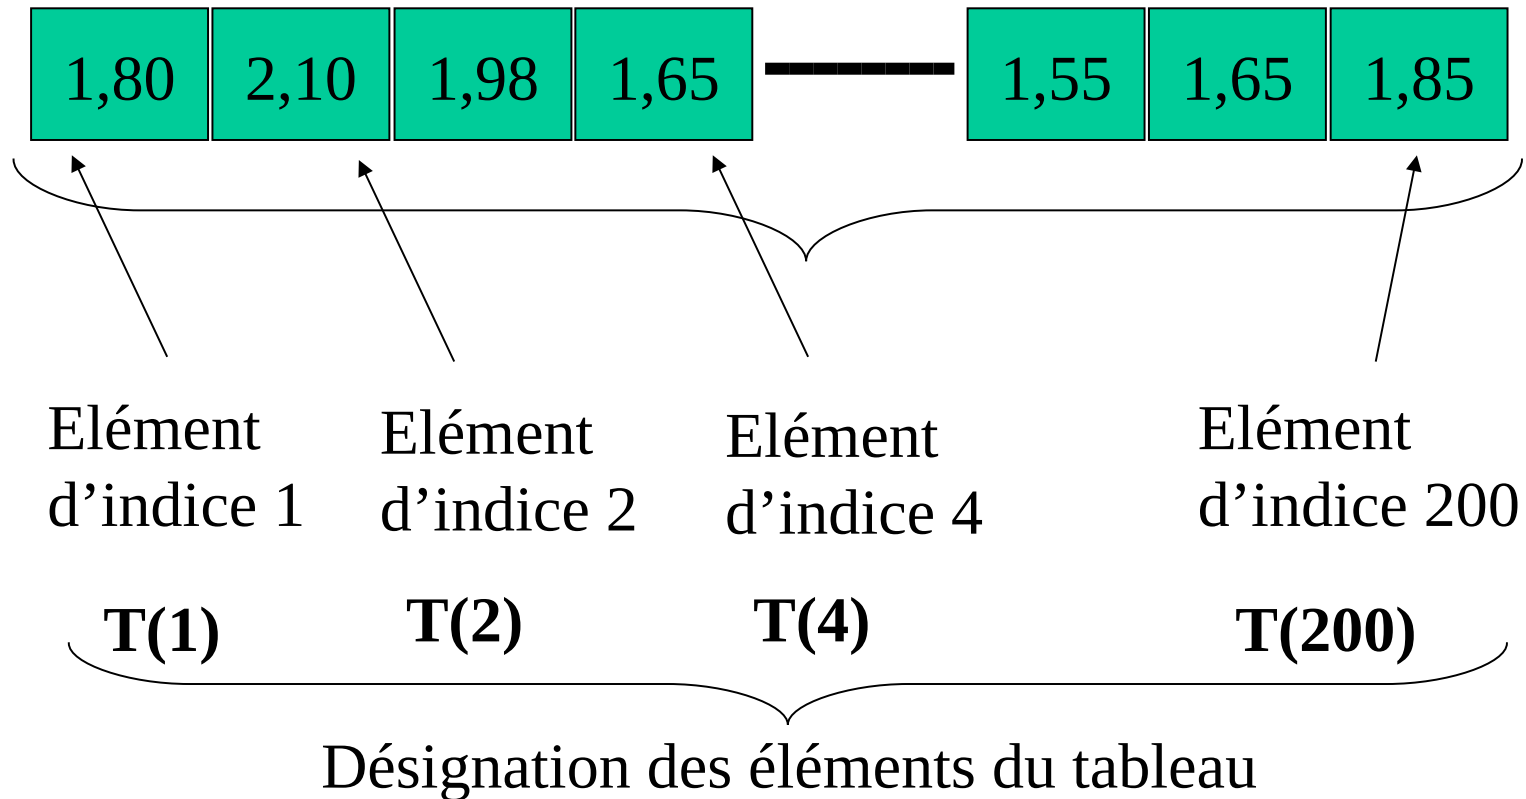 1,80 2,10 1,98 1,65 1,55 1,65 1,85
Elément
d’indice 1
Elément
d’indice 2
Elément
d’indice 4
Elément
d’indice 200
T(1) T(2) T(4) T(200)
Désignation des éléments du tableau